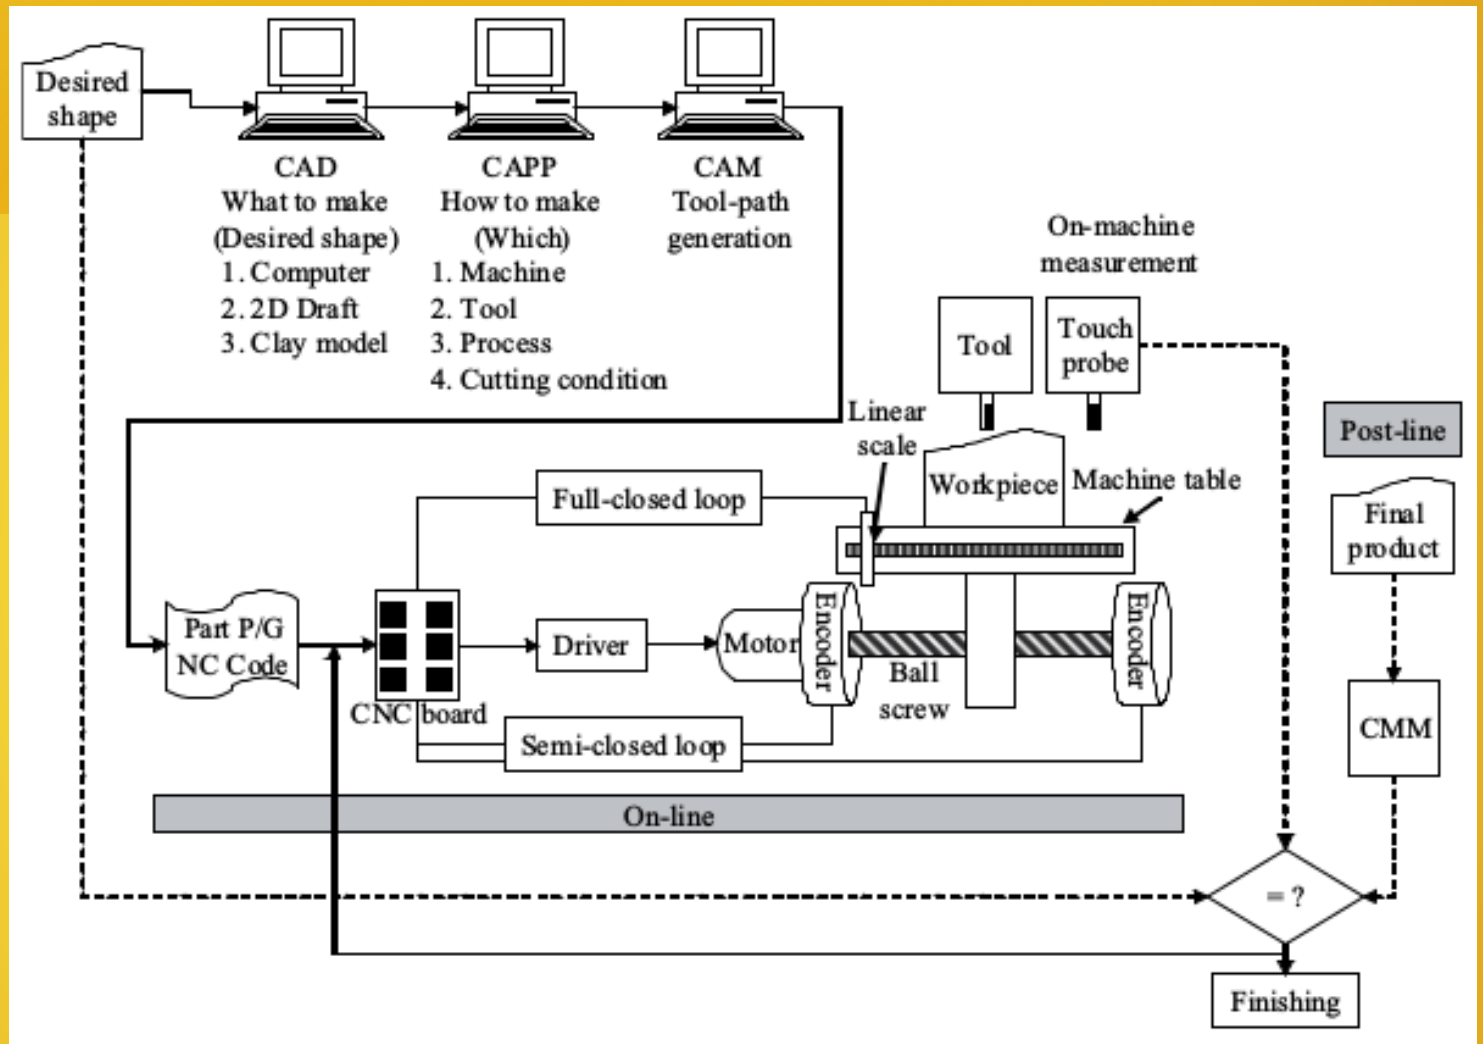 Desired
shape
CAD
What to make
(Desired shape)
1. Computer
2. 2D Draft
3. Clay model
CAPP
How to make
(Which)
1. Machine
2. Tool
3. Process
4. Cutting condition
CAM
Tool-path
generation
On-machine
measurement
Tool
Touch
probe
Linear
scale
Workpiece
Machine table
Post-line
Final
product
CMM
Full-closed loop
Part P/G
NC Code
CNC board
Driver
Motor
Encoder
Ball
screw
Encoder
Semi-closed loop
On-line
= ?
Finishing